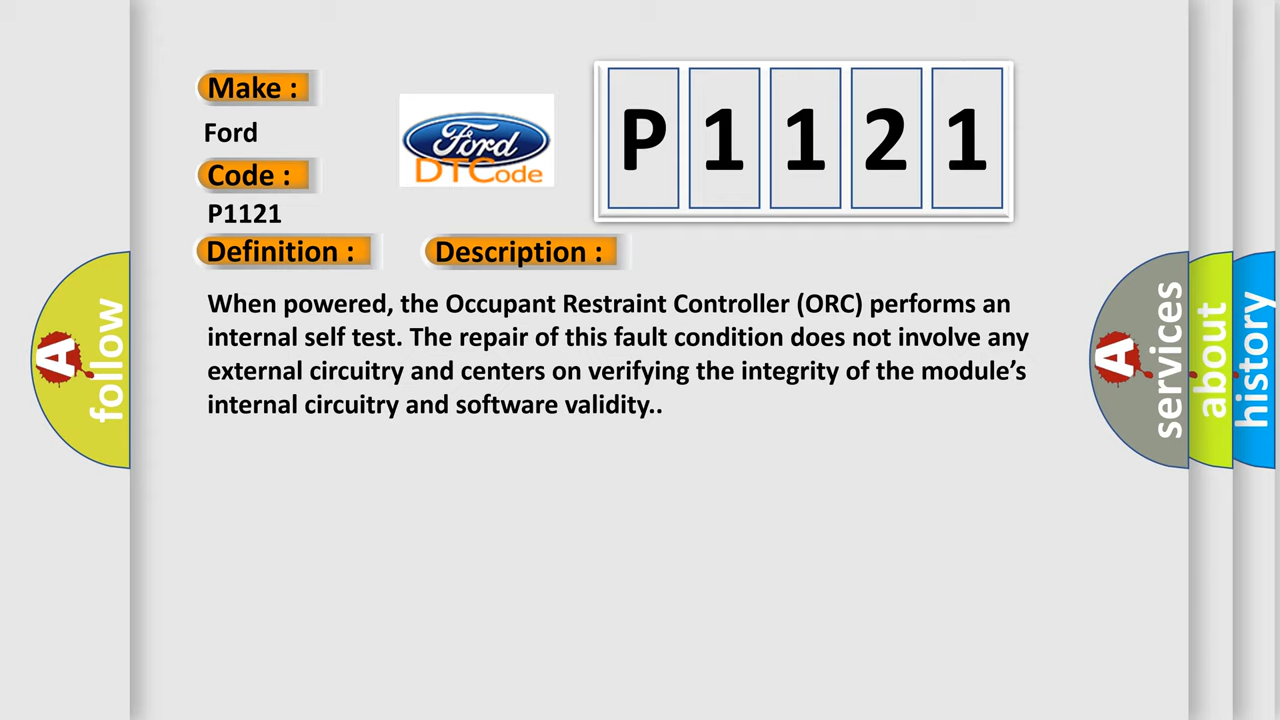 Make :
Ford
Code :
P1121
Ford
DTCode
P 1 1 2 1
Definition :
Description :
When powered, the Occupant Restraint Controller (ORC) performs an
internal self test. The repair of this fault condition does not involve any
external circuitry and centers on verifying the integrity of the module’s
internal circuitry and software validity..
A follow
A services
about
history